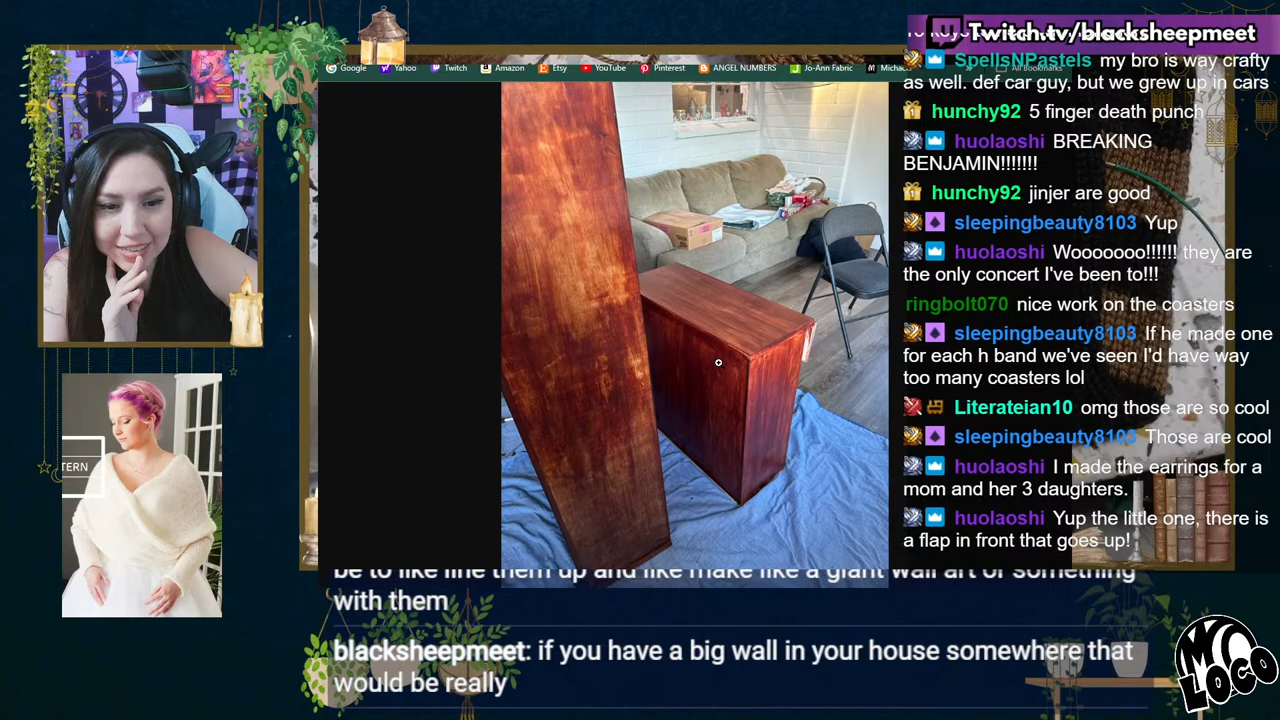 Twitch.tv/blacksheepmeet
Google Yahoo Twitch Amazon Etsy YouTube Pinterest ANGEL NUMBERS Jo-Ann Fabric Michae All Bookmarks
SpellsNPastels my bro is way crafty
as well. def car guy, but we grew up in cars
hunchy92 5 finger death punch
huolaoshi BREAKING
BENJAMIN!!!!!!!
hunchy92 jinjer are good
sleepingbeauty8103 Yup
huolaoshi Wooooooo!!!!!! they are
the only concert I've been to!!!
ringbolt070 nice work on the coasters
sleepingbeauty8103 If he made one
for each h band we've seen I'd have way
too many coasters lol
Literateian10 omg those are so cool
sleepingbeauty8103 Those are cool
huolaoshi I made the earrings for a
mom and her 3 daughters.
huolaoshi Yup the little one, there is
a flap in front that goes up!
TERN
be to like line them up and like make like a giant wall art or something
with them
blacksheepmeet: if you have a big wall in your house somewhere that
would be really
MC
LOCO